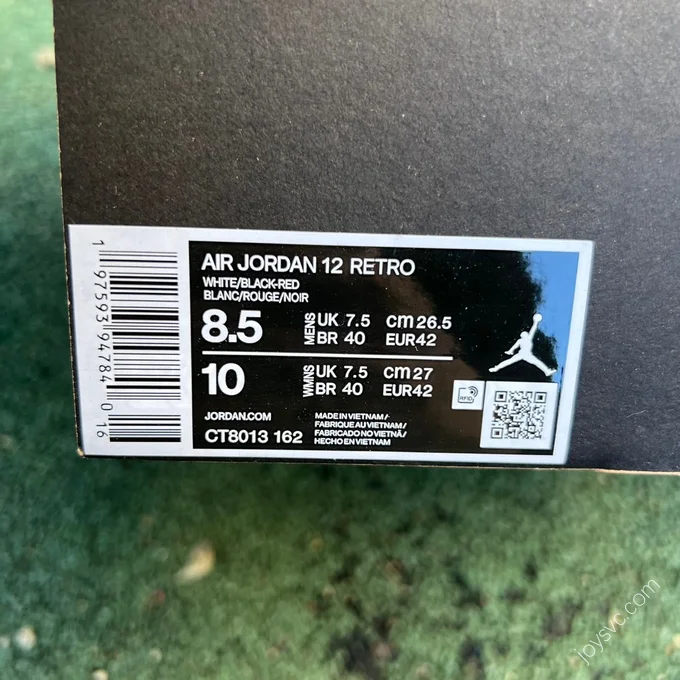 AIR JORDAN 12 RETRO
WHITE/BLACK-RED
BLANC/ROUGE/NOIR
8.5 MENS UK 7.5 CM 26.5
BR 40 EUR42
10 WMNS UK 7.5 CM 27
BR 40 EUR42
JORDAN.COM
CT8013 162
MADE IN VIETNAM/
FABRIQUE AU VIETNAM/
FABRICADO NO VIETNÃ/
HECHO EN VIETNAM
RFID
1 97593 94784 0 16
jpysvc.com